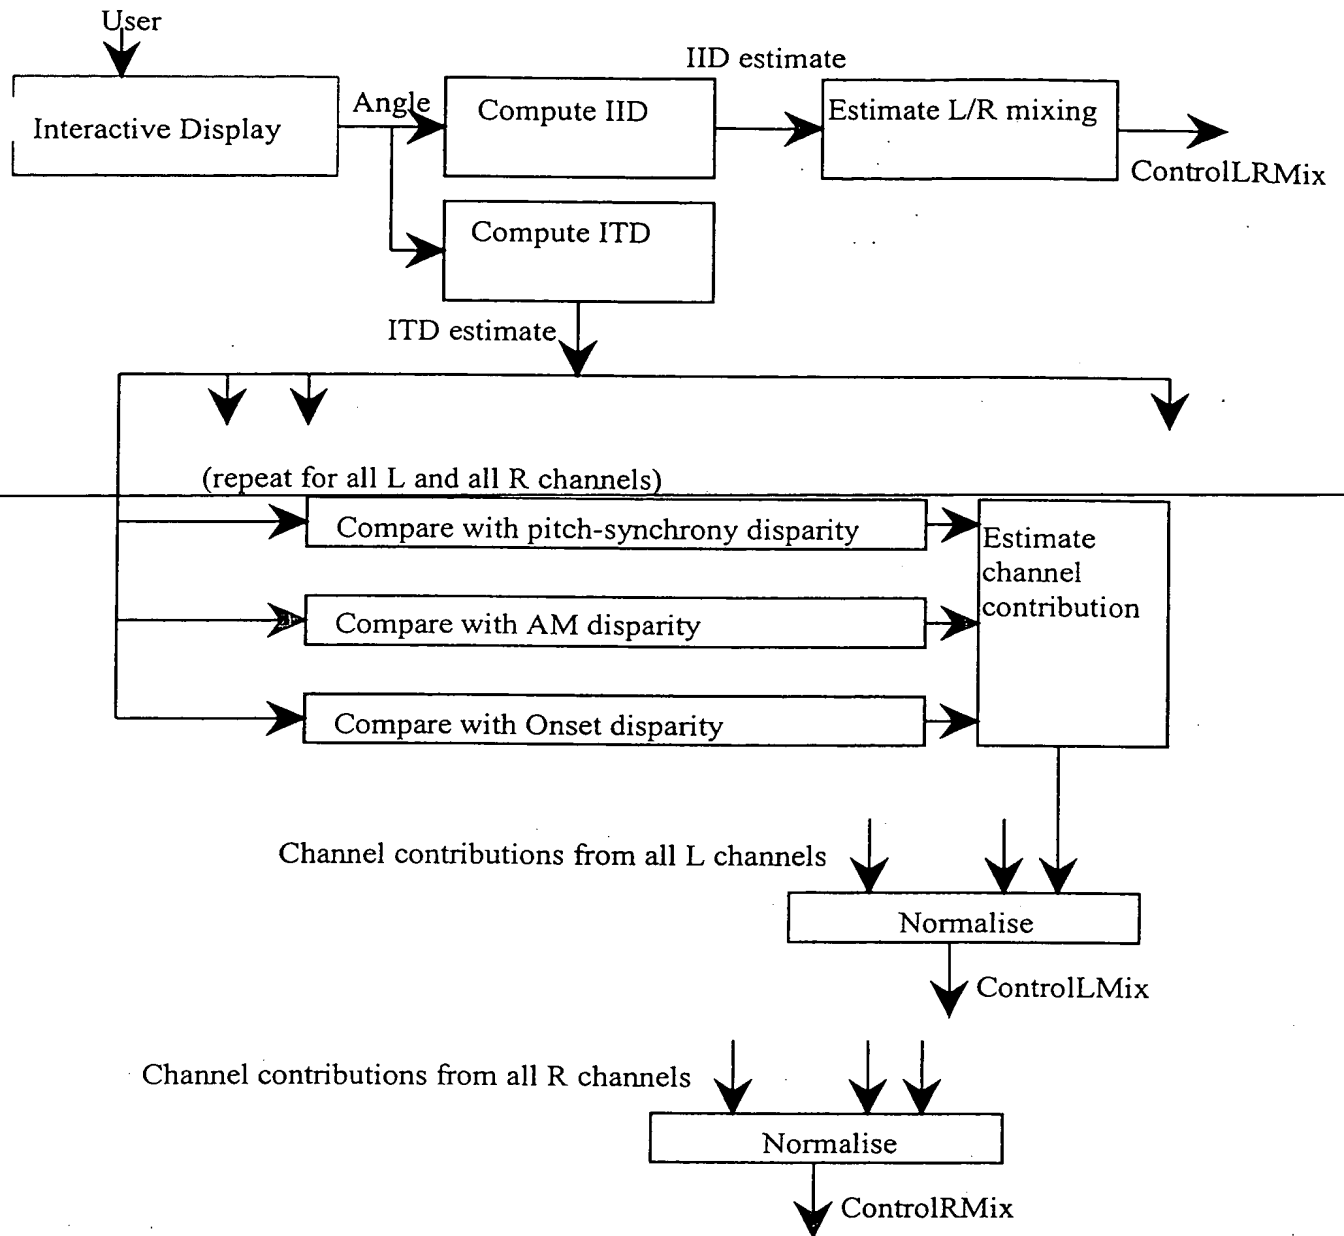 User
IID estimate
Angle
Compute IID
Estimate L/R mixing
Interactive Display
ControlLRMix
Compute ITD
ITD estimate
(repeat for all L and all R channels)
Compare with pitch-synchrony disparity
Estimate
channel
contribution
Compare with AM disparity
Compare with Onset disparity
Channel contributions from all L channels
Normalise
ControlLMix
Channel contributions from all R channels
Normalise
ControlRMix